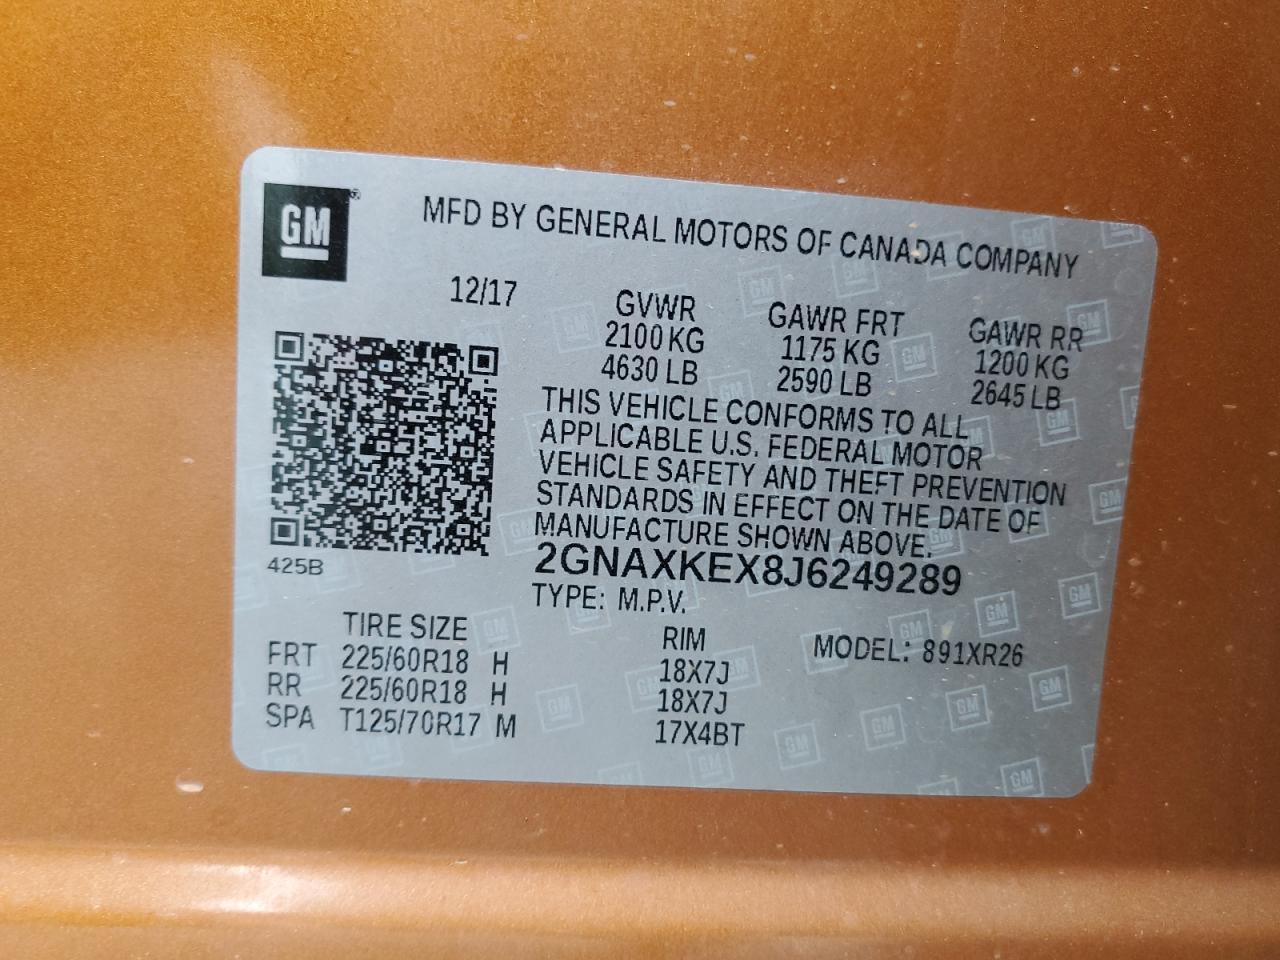 GM®
MFD BY GENERAL MOTORS OF CANADA COMPANY
12/17
GVWR GAWR FRT GAWR RR
2100 KG 1175 KG 1200 KG
4630 LB 2590 LB 2645 LB
THIS VEHICLE CONFORMS TO ALL
APPLICABLE U.S. FEDERAL MOTOR
VEHICLE SAFETY AND THEFT PREVENTION
STANDARDS IN EFFECT ON THE DATE OF
MANUFACTURE SHOWN ABOVE.
2GNAXKEX8J6249289
425B
TYPE: M.P.V.
TIRE SIZE RIM MODEL: 891XR26
FRT 225/60R18 H 18X7J
RR 225/60R18 H 18X7J
SPA T125/70R17 M 17X4BT